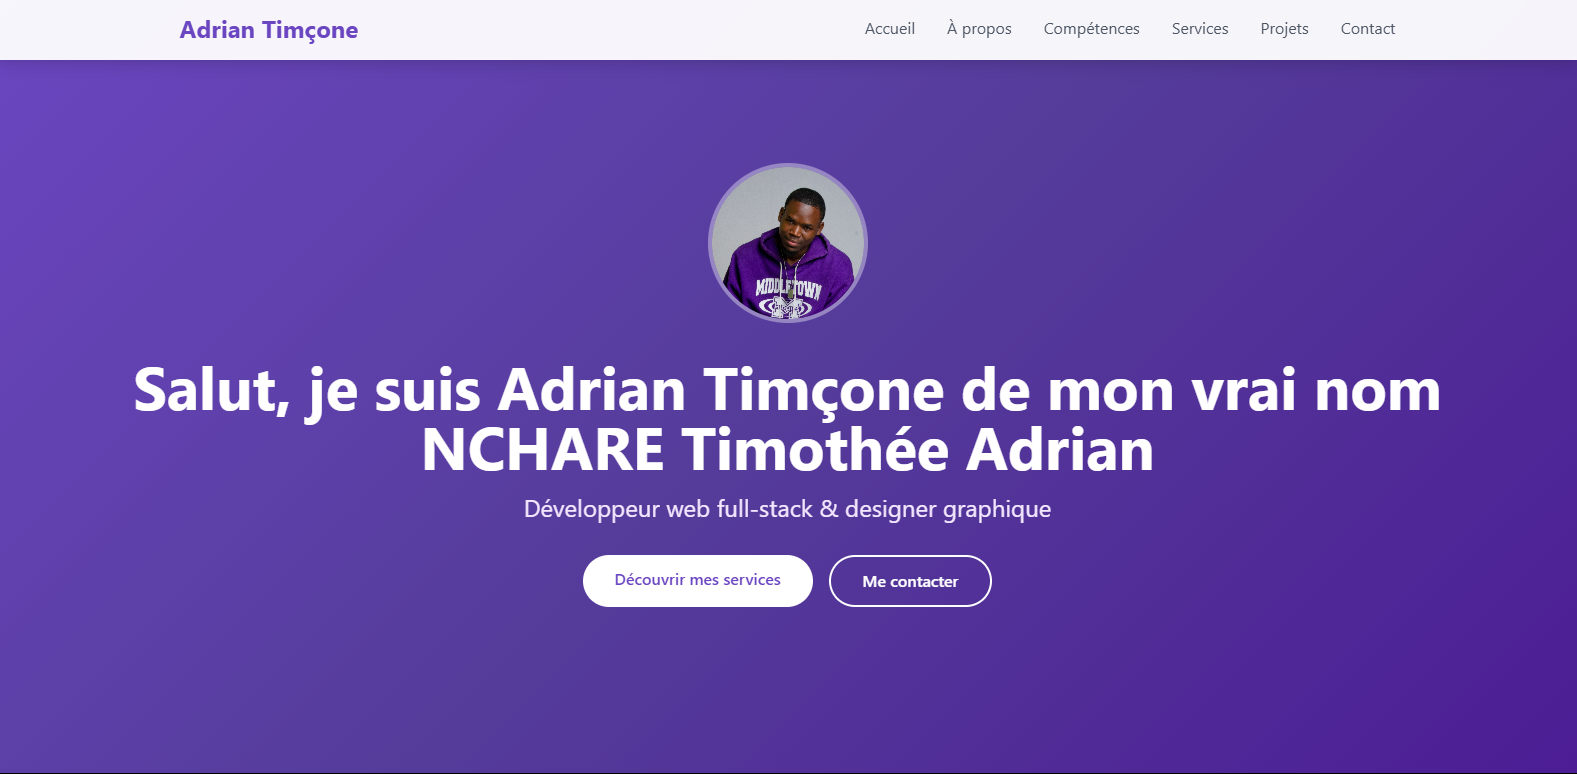 Adrian Timçone
Accueil À propos Compétences Services Projets Contact
MIDDLETOWN
M
Salut, je suis Adrian Timçone de mon vrai nom
NCHARE Timothée Adrian
Développeur web full-stack & designer graphique
Découvrir mes services Me contacter